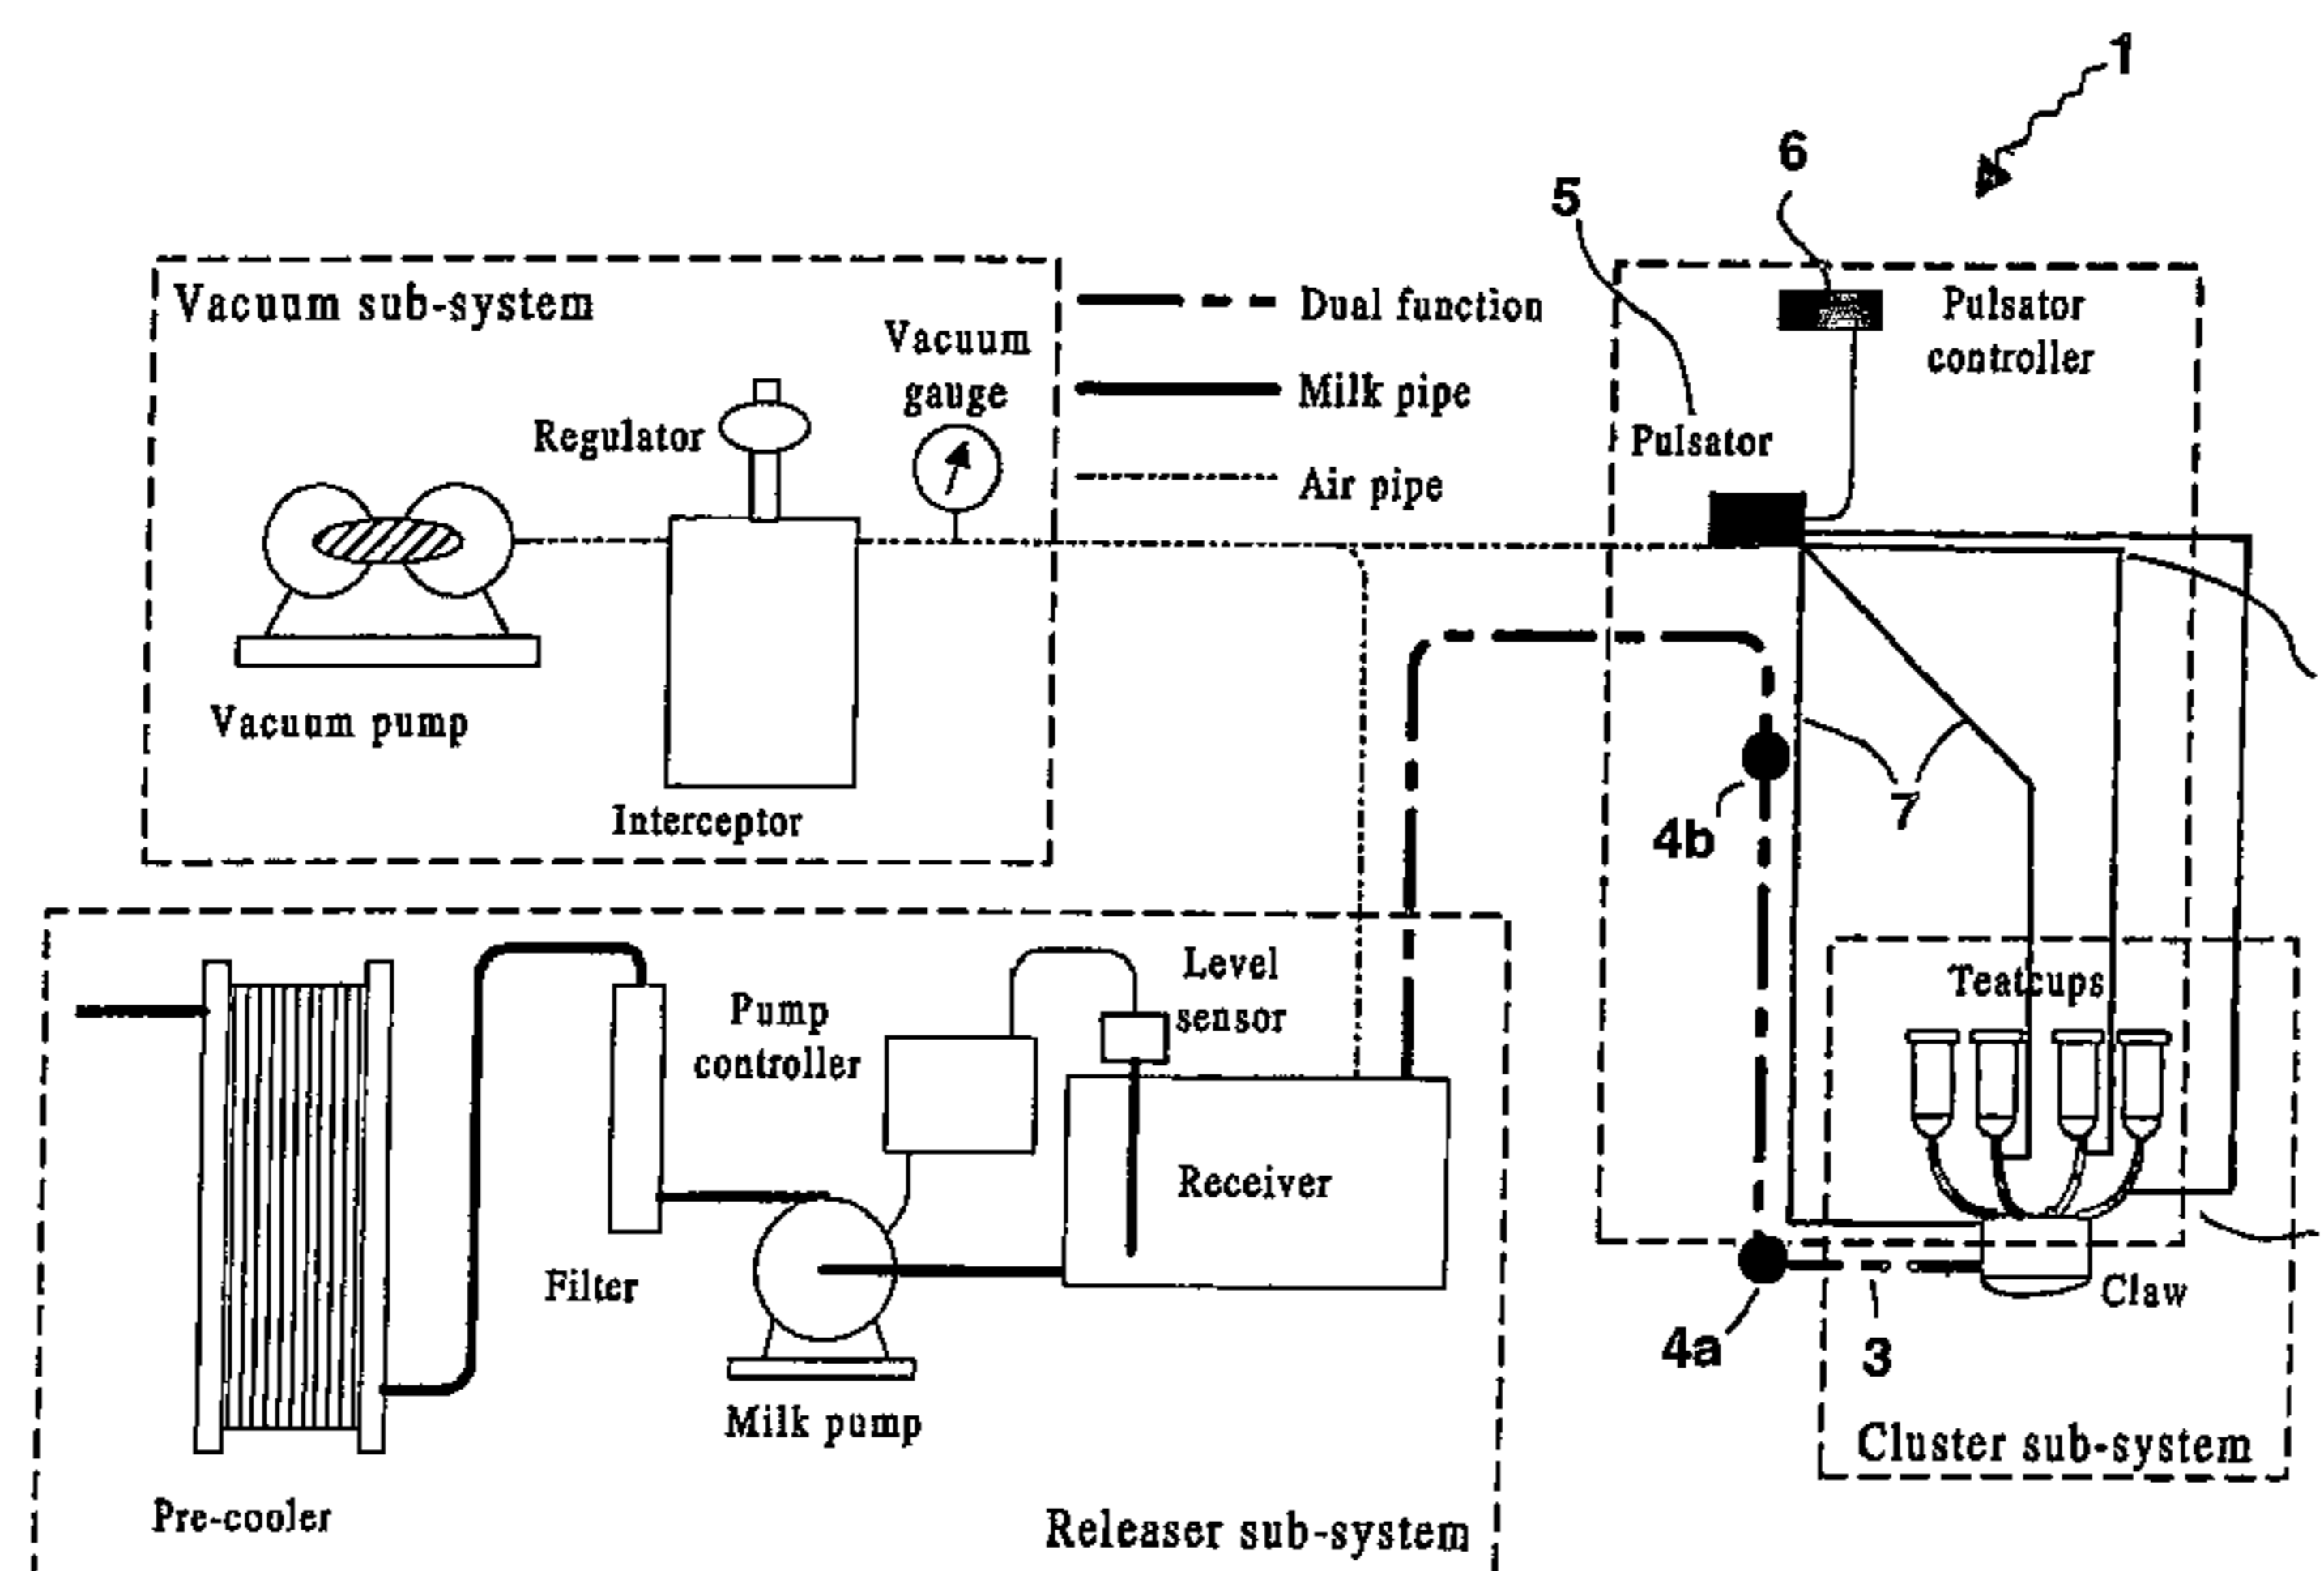 1
6
5
Vacuum sub-system
Vacuum
gauge
Regulator
Vacuum pump
Interceptor
Dual function
Milk pipe
Air pipe
Pulsator
controller
Pulsator
7
4b
Teatcups
Claw
4a
3
Cluster sub-system
Level
sensor
Pump
controller
Receiver
Filter
Milk pump
Pre-cooler
Releaser sub-system